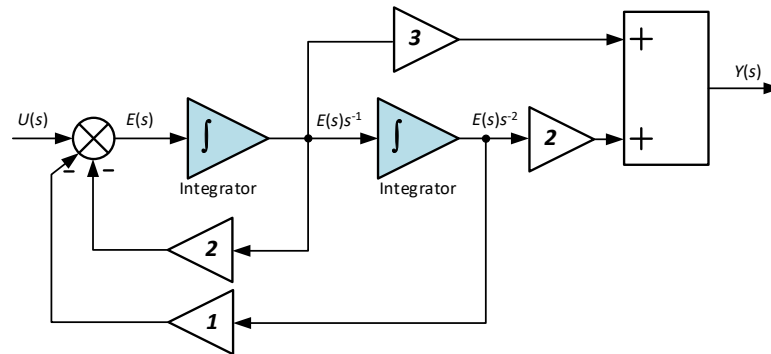 3
+
Y(s)
U(s)
E(s)
∫
E(s)s⁻¹
∫
E(s)s⁻²
2
+
−
−
Integrator
Integrator
2
1